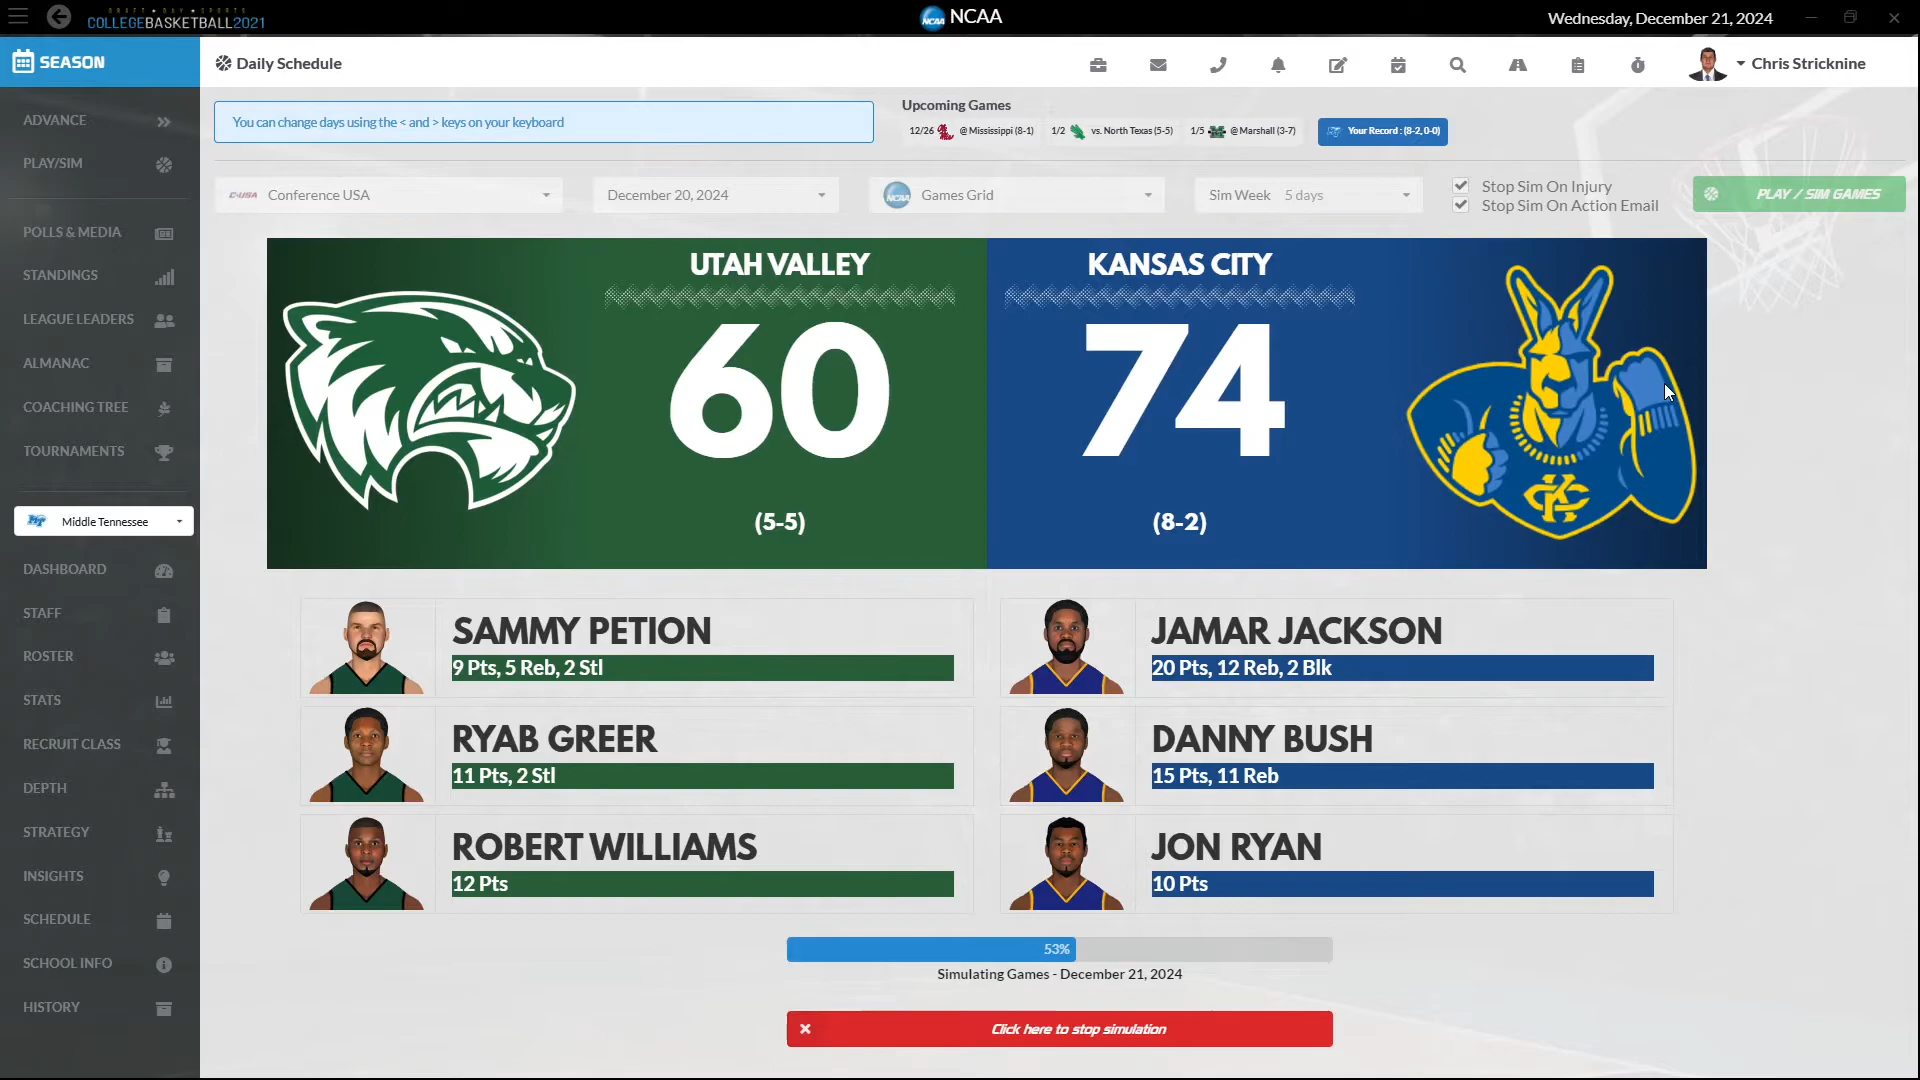 DRAFT • DAY • SPORTS
COLLEGEBASKETBALL2021
NCAA
Wednesday, December 21, 2024
SEASON
Daily Schedule
Chris Stricknine
ADVANCE
PLAY/SIM
POLLS & MEDIA
STANDINGS
LEAGUE LEADERS
ALMANAC
COACHING TREE
TOURNAMENTS
Middle Tennessee
DASHBOARD
STAFF
ROSTER
STATS
RECRUIT CLASS
DEPTH
STRATEGY
INSIGHTS
SCHEDULE
SCHOOL INFO
HISTORY
You can change days using the < and > keys on your keyboard
Upcoming Games
12/26 @ Mississippi (8-1) 1/2 vs. North Texas (5-5) 1/5 @ Marshall (3-7)
Your Record : (8-2, 0-0)
C-USA Conference USA
December 20, 2024
NCAA Games Grid
Sim Week 5 days
Stop Sim On Injury
Stop Sim On Action Email
PLAY / SIM GAMES
UTAH VALLEY
60
(5-5)
KANSAS CITY
74
(8-2)
KC
SAMMY PETION
9 Pts, 5 Reb, 2 Stl
RYAB GREER
11 Pts, 2 Stl
ROBERT WILLIAMS
12 Pts
JAMAR JACKSON
20 Pts, 12 Reb, 2 Blk
DANNY BUSH
15 Pts, 11 Reb
JON RYAN
10 Pts
53%
Simulating Games - December 21, 2024
Click here to stop simulation